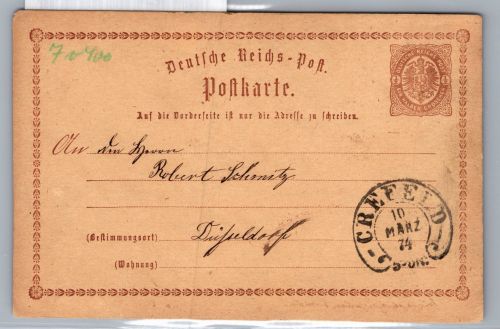 7 v 400
Deutsche Reichs-Post.
Postkarte.
Auf die Vorderseite ist nur die Adresse zu schreiben.
An den Herrn
Robert Schmitz
(Bestimmungsort) Düsseldorf
(Wohnung)
CREFELD
10
MÄRZ
74